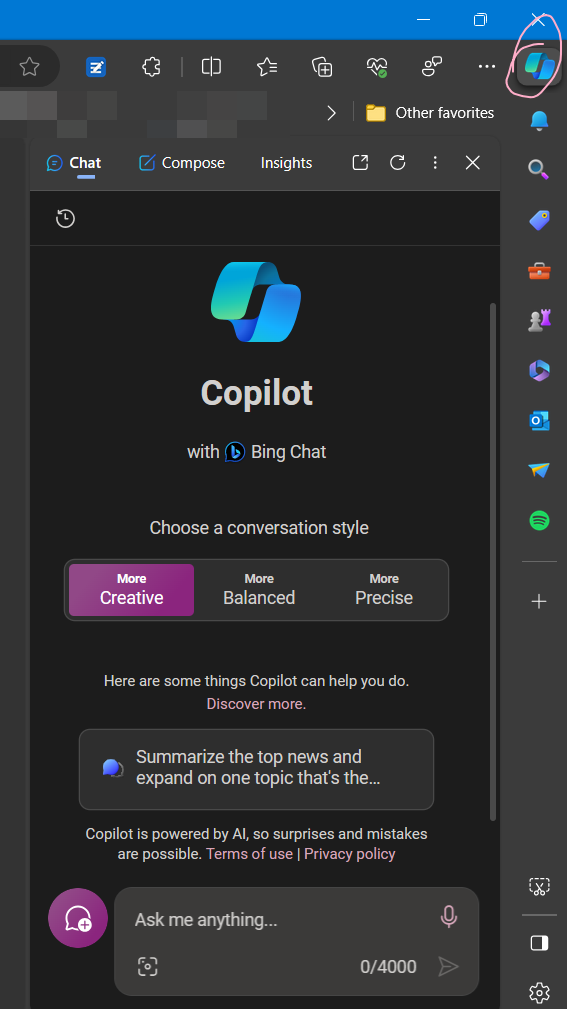 Other favorites
Chat Compose Insights
Copilot
with Bing Chat
Choose a conversation style
More
Creative
More
Balanced
More
Precise
Here are some things Copilot can help you do.
Discover more.
Summarize the top news and
expand on one topic that's the...
Copilot is powered by AI, so surprises and mistakes
are possible. Terms of use | Privacy policy
Ask me anything...
0/4000